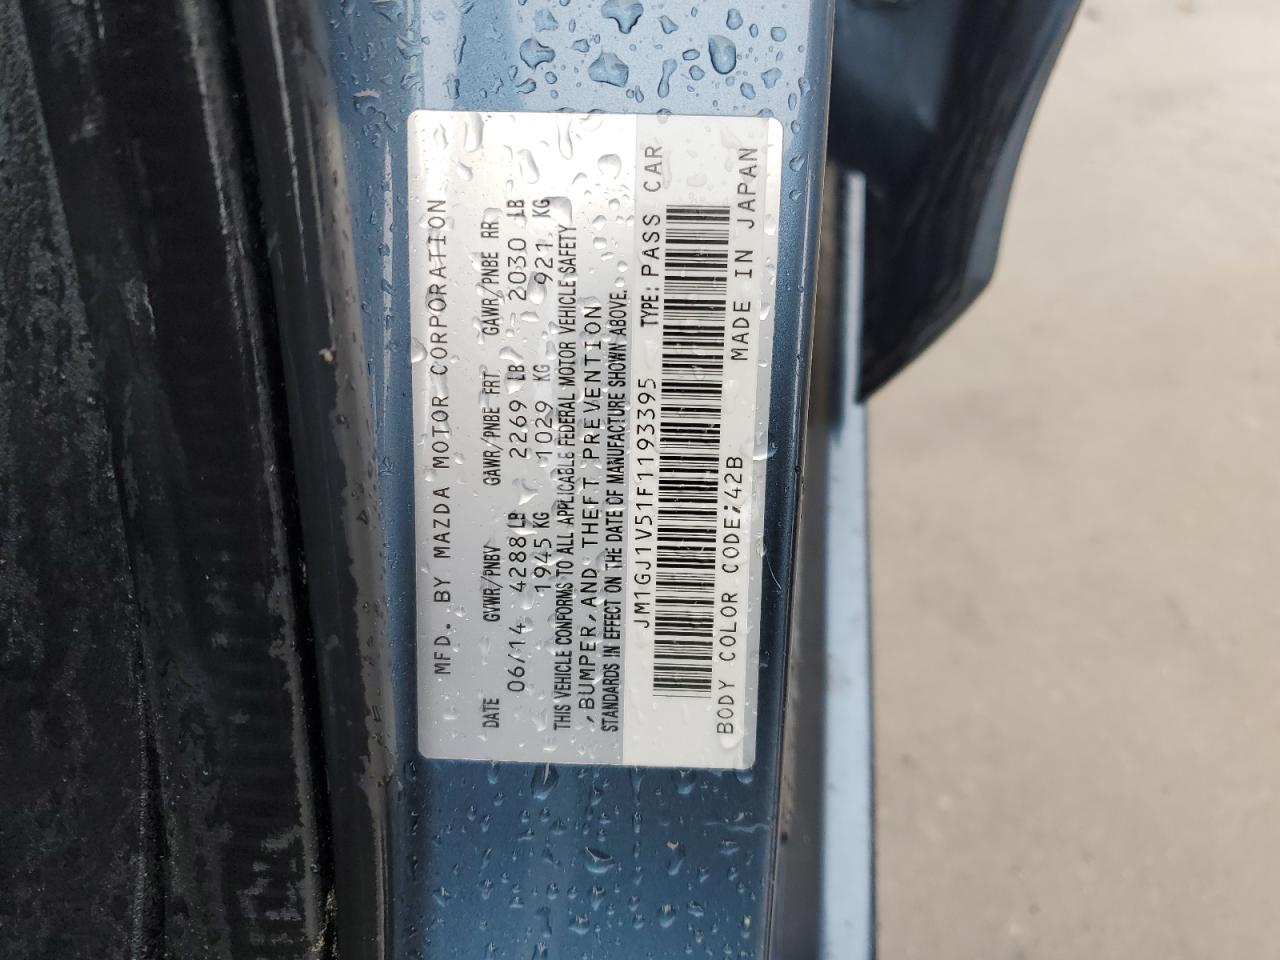 MFD. BY MAZDA MOTOR CORPORATION
DATE GVWR/PNBV GAWR/PNBE FRT GAWR/PNBE RR
06/14 4288 LB 2269 LB 2030 LB
1945 KG 1029 KG 921 KG
THIS VEHICLE CONFORMS TO ALL APPLICABLE FEDERAL MOTOR VEHICLE SAFETY
,BUMPER,AND THEFT PREVENTION
STANDARDS IN EFFECT ON THE DATE OF MANUFACTURE SHOWN ABOVE.
JM1GJ1V51F1193395 TYPE: PASS CAR
BODY COLOR CODE:42B MADE IN JAPAN